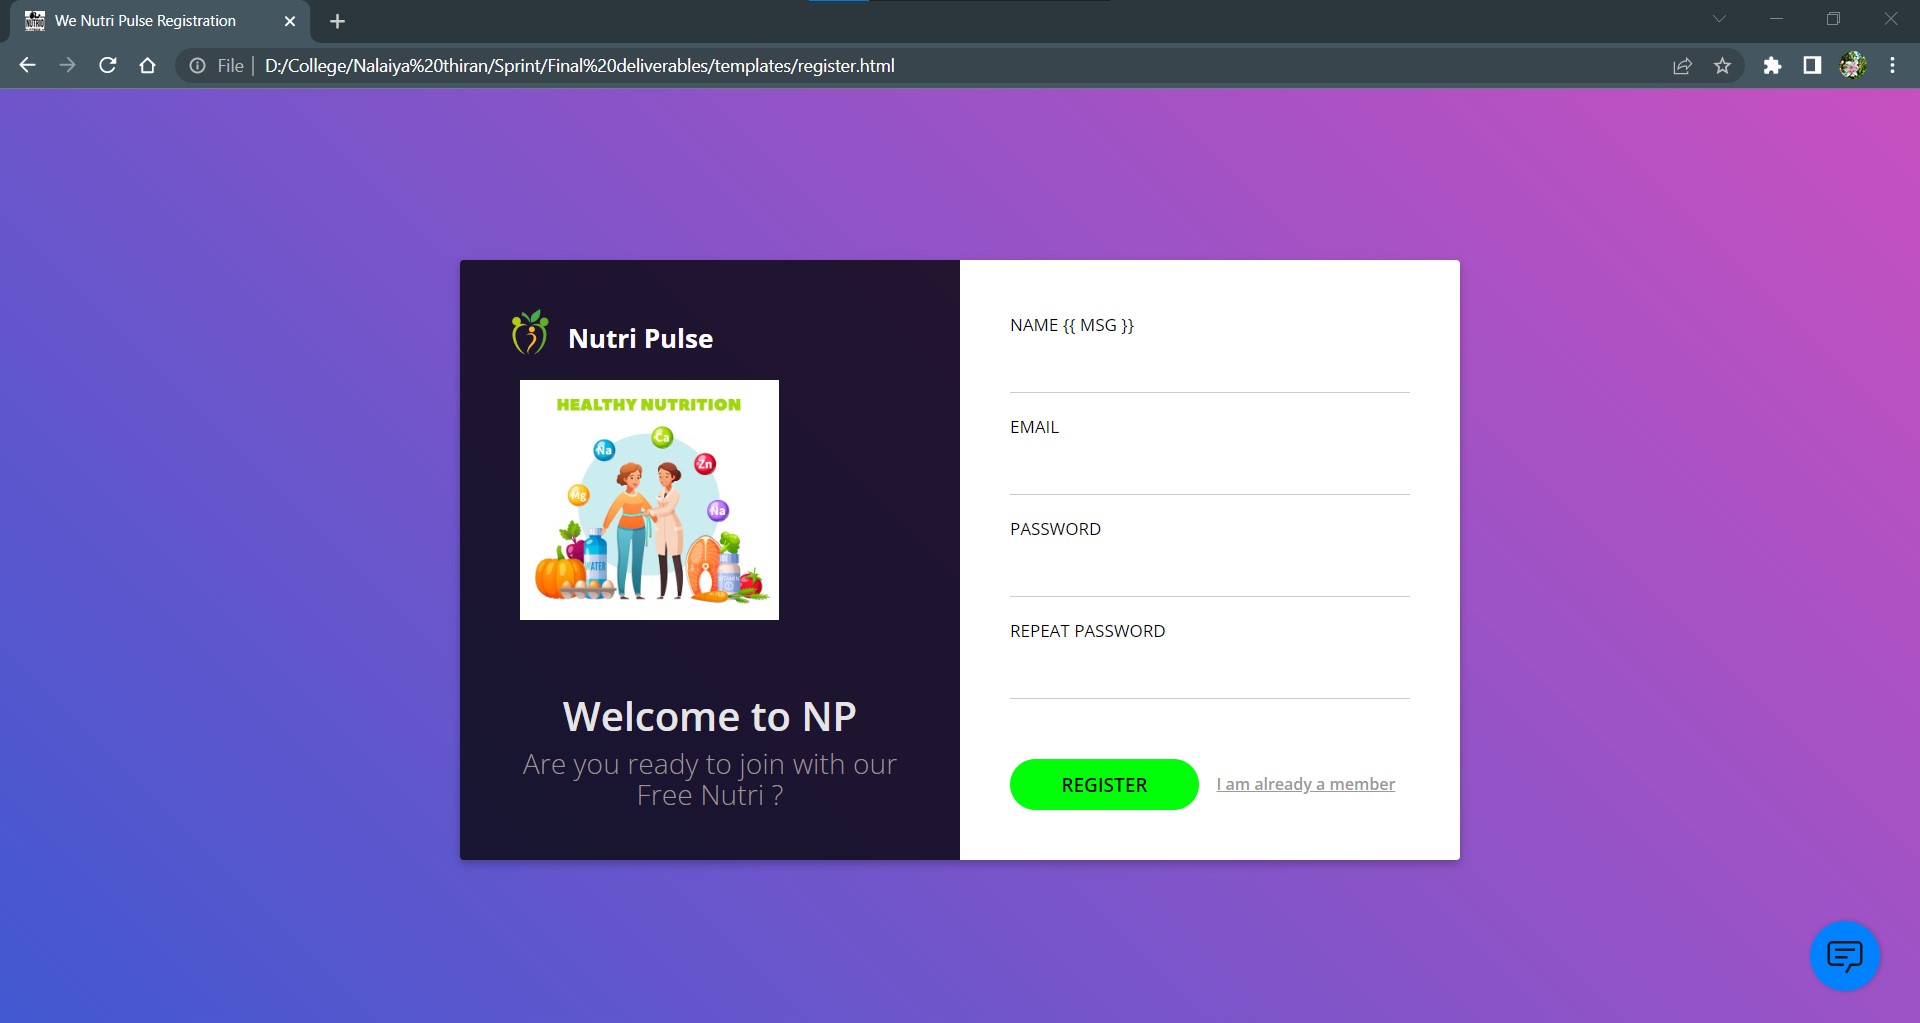 We Nutri Pulse Registration
File | D:/College/Nalaiya%20thiran/Sprint/Final%20deliverables/templates/register.html
Nutri Pulse
HEALTHY NUTRITION
Na
Ca
Zn
Mg
Na
WATER
VITAMIN
Welcome to NP
Are you ready to join with our
Free Nutri ?
NAME {{ MSG }}
EMAIL
PASSWORD
REPEAT PASSWORD
REGISTER
I am already a member